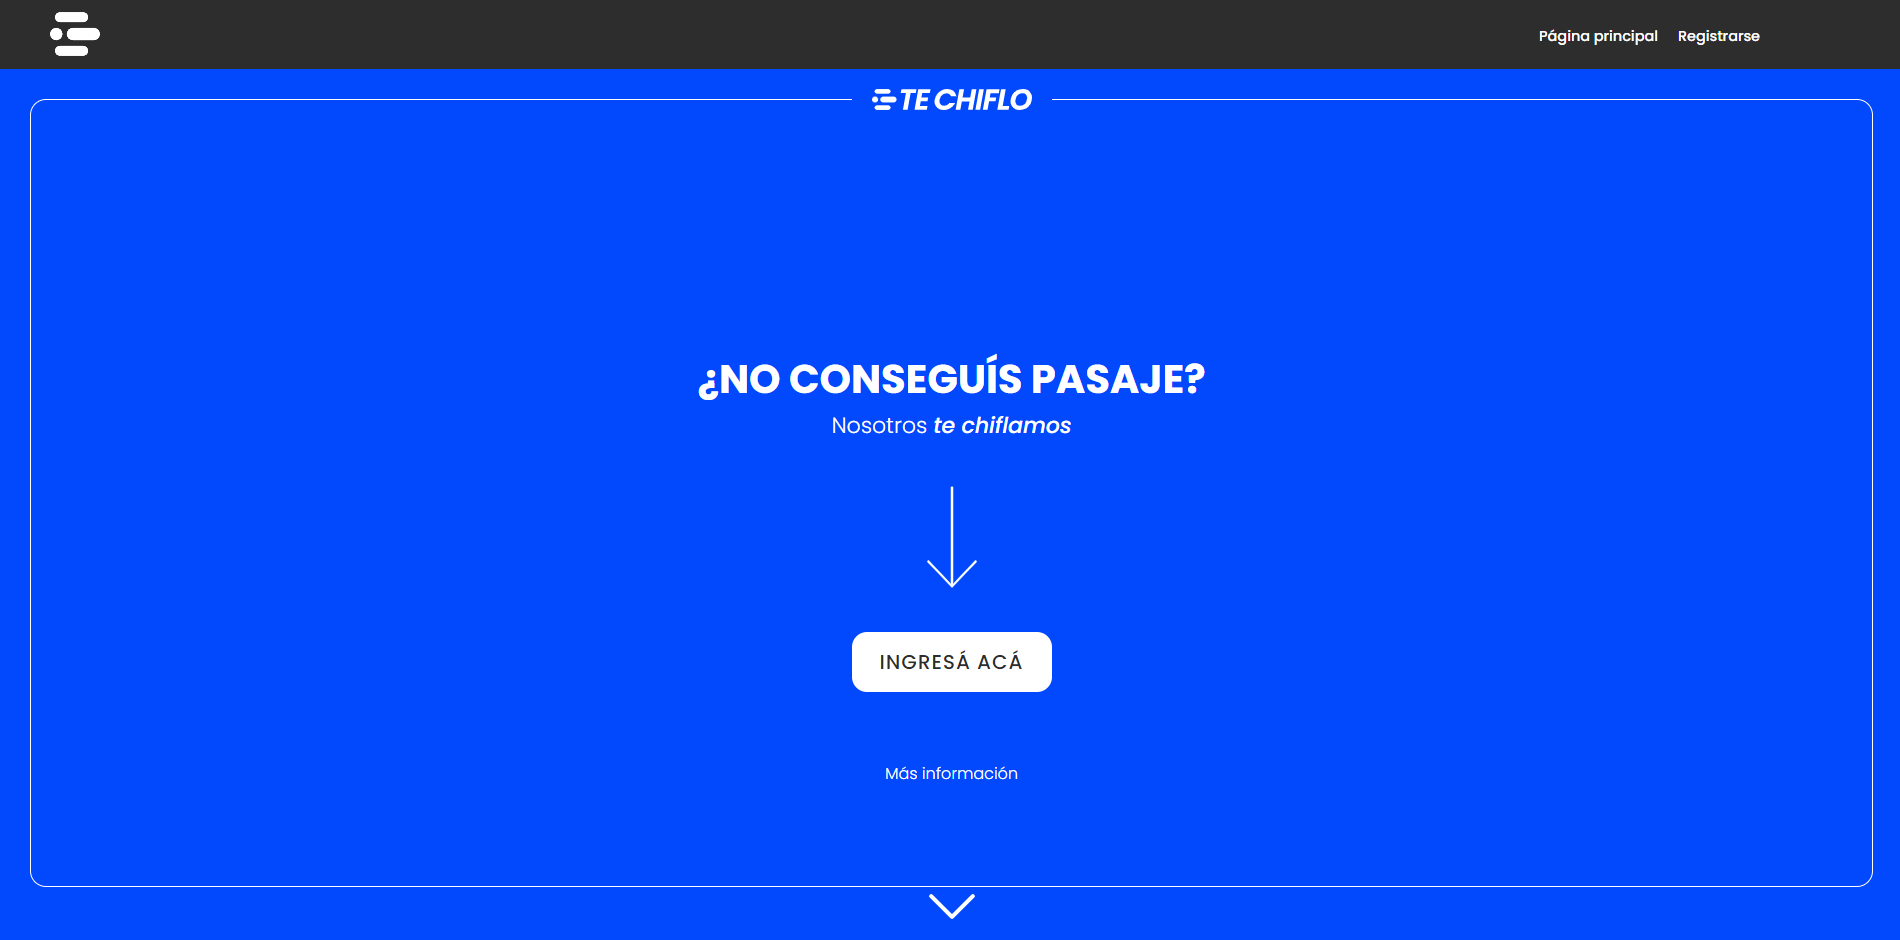 Página principal Registrarse
TE CHIFLO
¿NO CONSEGUÍS PASAJE?
Nosotros te chiflamos
INGRESÁ ACÁ
Más información